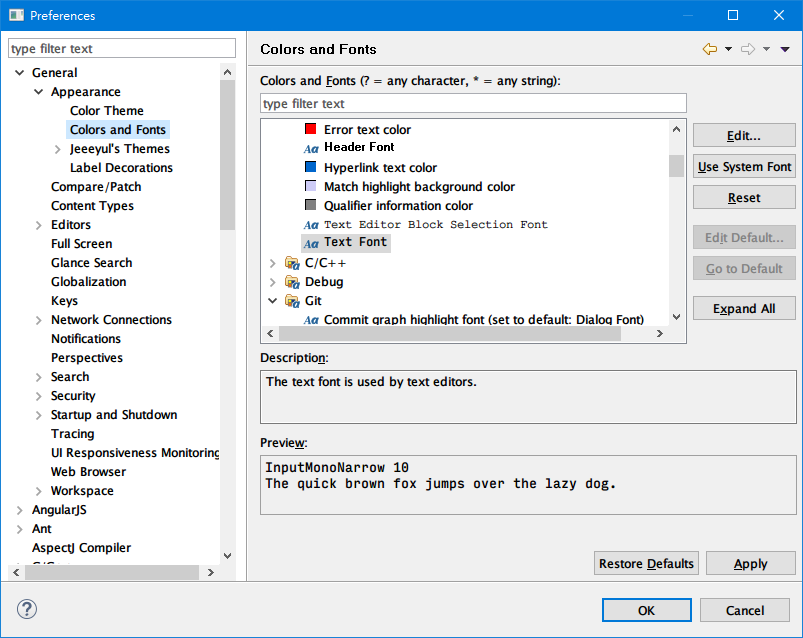 Preferences
type filter text
General
Appearance
Color Theme
Colors and Fonts
Jeeeyul's Themes
Label Decorations
Compare/Patch
Content Types
Editors
Full Screen
Glance Search
Globalization
Keys
Network Connections
Notifications
Perspectives
Search
Security
Startup and Shutdown
Tracing
UI Responsiveness Monitoring
Web Browser
Workspace
AngularJS
Ant
AspectJ Compiler
Colors and Fonts
Colors and Fonts (? = any character, * = any string):
type filter text
Error text color
Header Font
Hyperlink text color
Match highlight background color
Qualifier information color
Text Editor Block Selection Font
Text Font
C/C++
Debug
Git
Commit graph highlight font (set to default: Dialog Font)
Edit...
Use System Font
Reset
Edit Default...
Go to Default
Expand All
Description:
The text font is used by text editors.
Preview:
InputMonoNarrow 10
The quick brown fox jumps over the lazy dog.
Restore Defaults
Apply
OK
Cancel